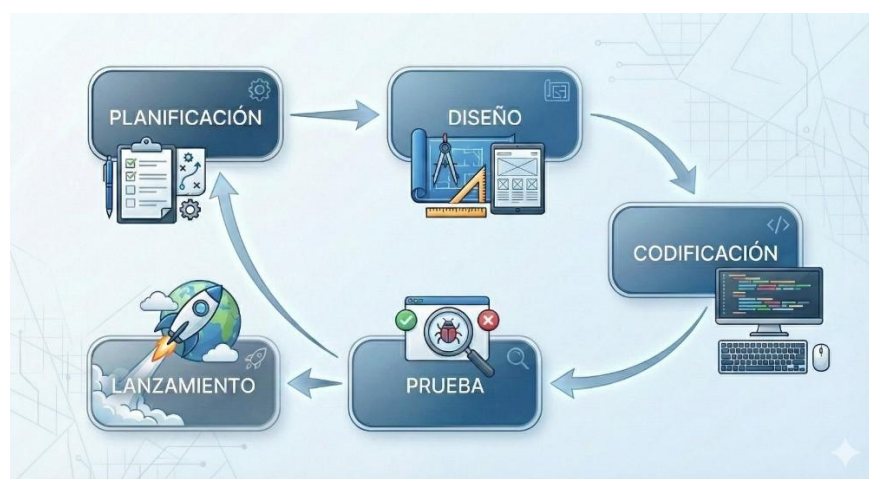 PLANIFICACIÓN
DISEÑO
CODIFICACIÓN
</>
PRUEBA
LANZAMIENTO